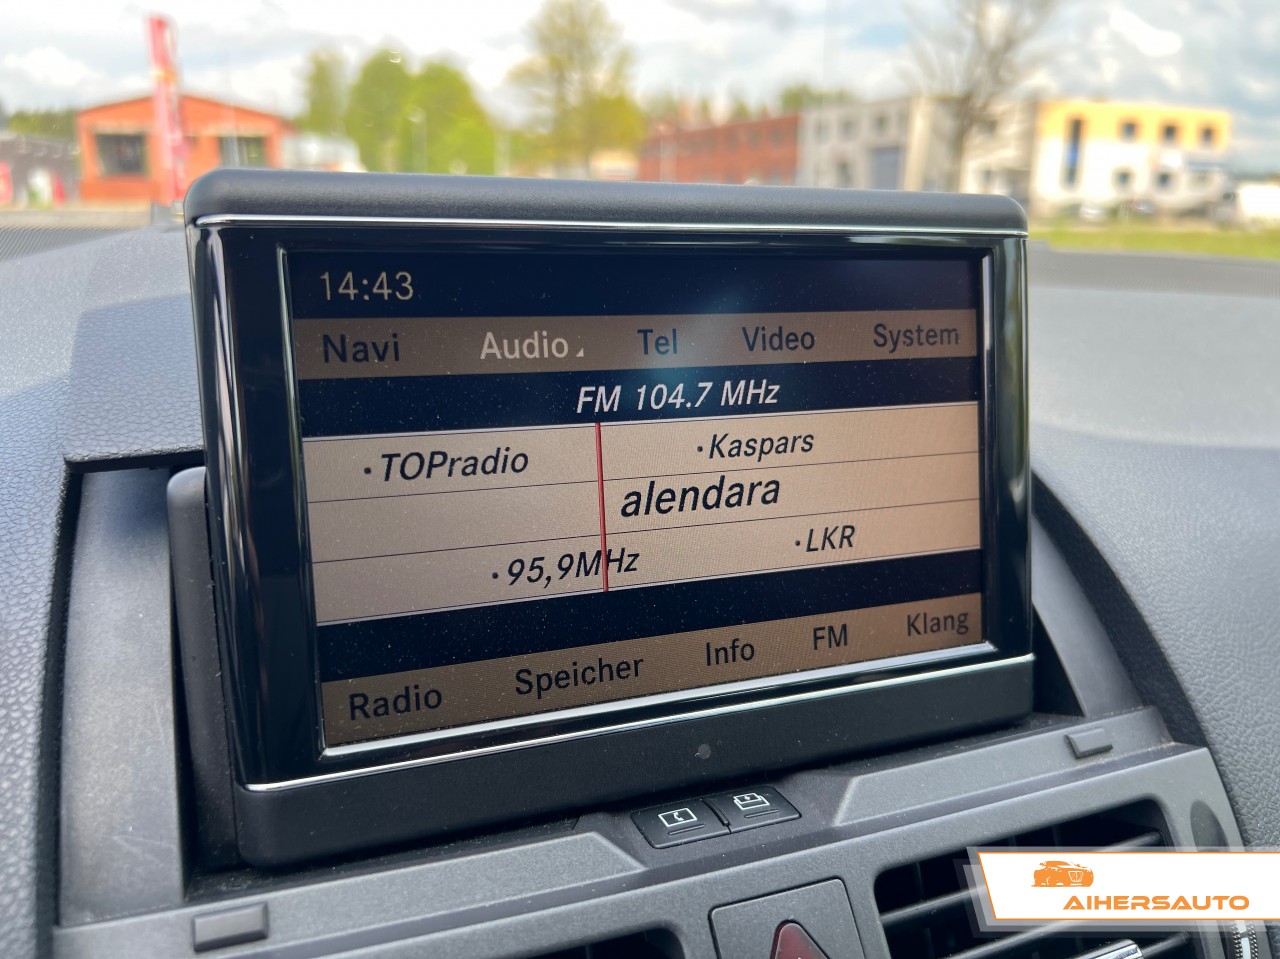 14:43
Navi Audio Tel Video System
FM 104.7 MHz
·TOPradio ·Kaspars
alendara
·95,9MHz ·LKR
Radio Speicher Info FM Klang
AIHERSAUTO